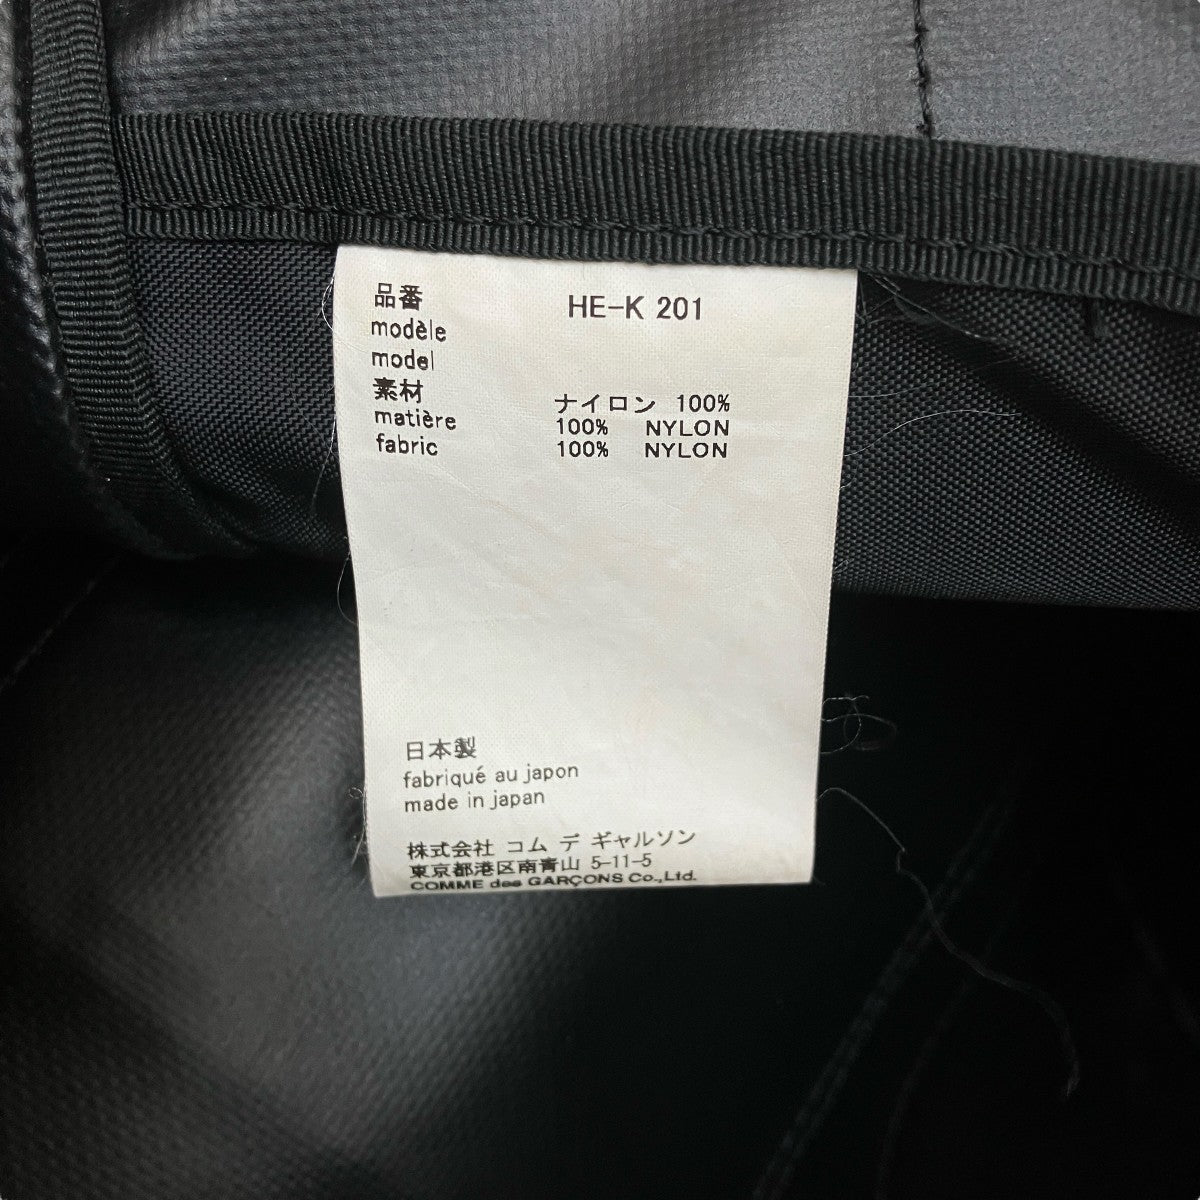 品番 HE-K 201
modèle
model
素材 ナイロン 100%
matière 100% NYLON
fabric 100% NYLON
日本製
fabriqué au japon
made in japan
株式会社 コム デ ギャルソン
東京都港区南青山 5-11-5
COMME des GARÇONS Co.,Ltd.